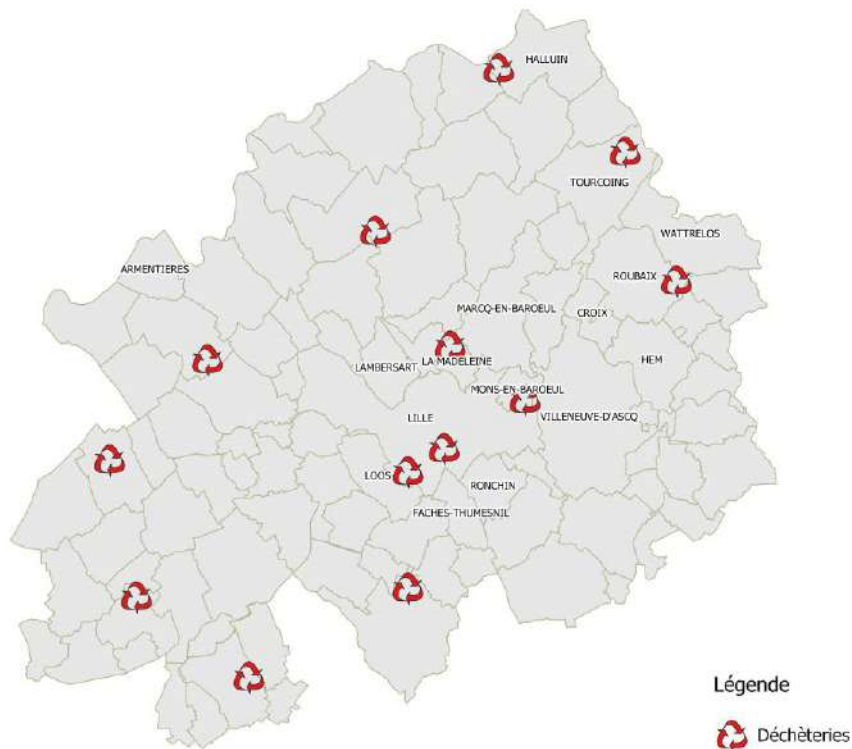 HALLUIN
TOURCOING
WATTRELOS
ARMENTIERES
ROUBAIX
MARCQ-EN-BAROEUL
CROIX
LA MADELEINE
HEM
LAMBERSART
MONS-EN-BAROEUL
LILLE
VILLENEUVE-D'ASCQ
LOOS
RONCHIN
FACHES-THUMESNIL
Légende
Déchèteries